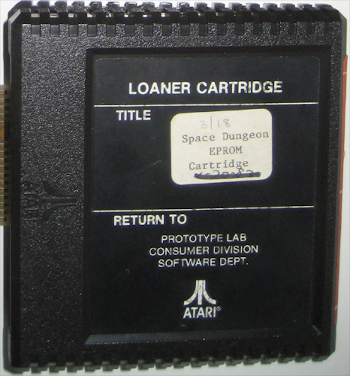 LOANER CARTRIDGE
TITLE
3/18
Space Dungeon
EPROM
Cartridge
RETURN TO
PROTOTYPE LAB
CONSUMER DIVISION
SOFTWARE DEPT.
ATARI®